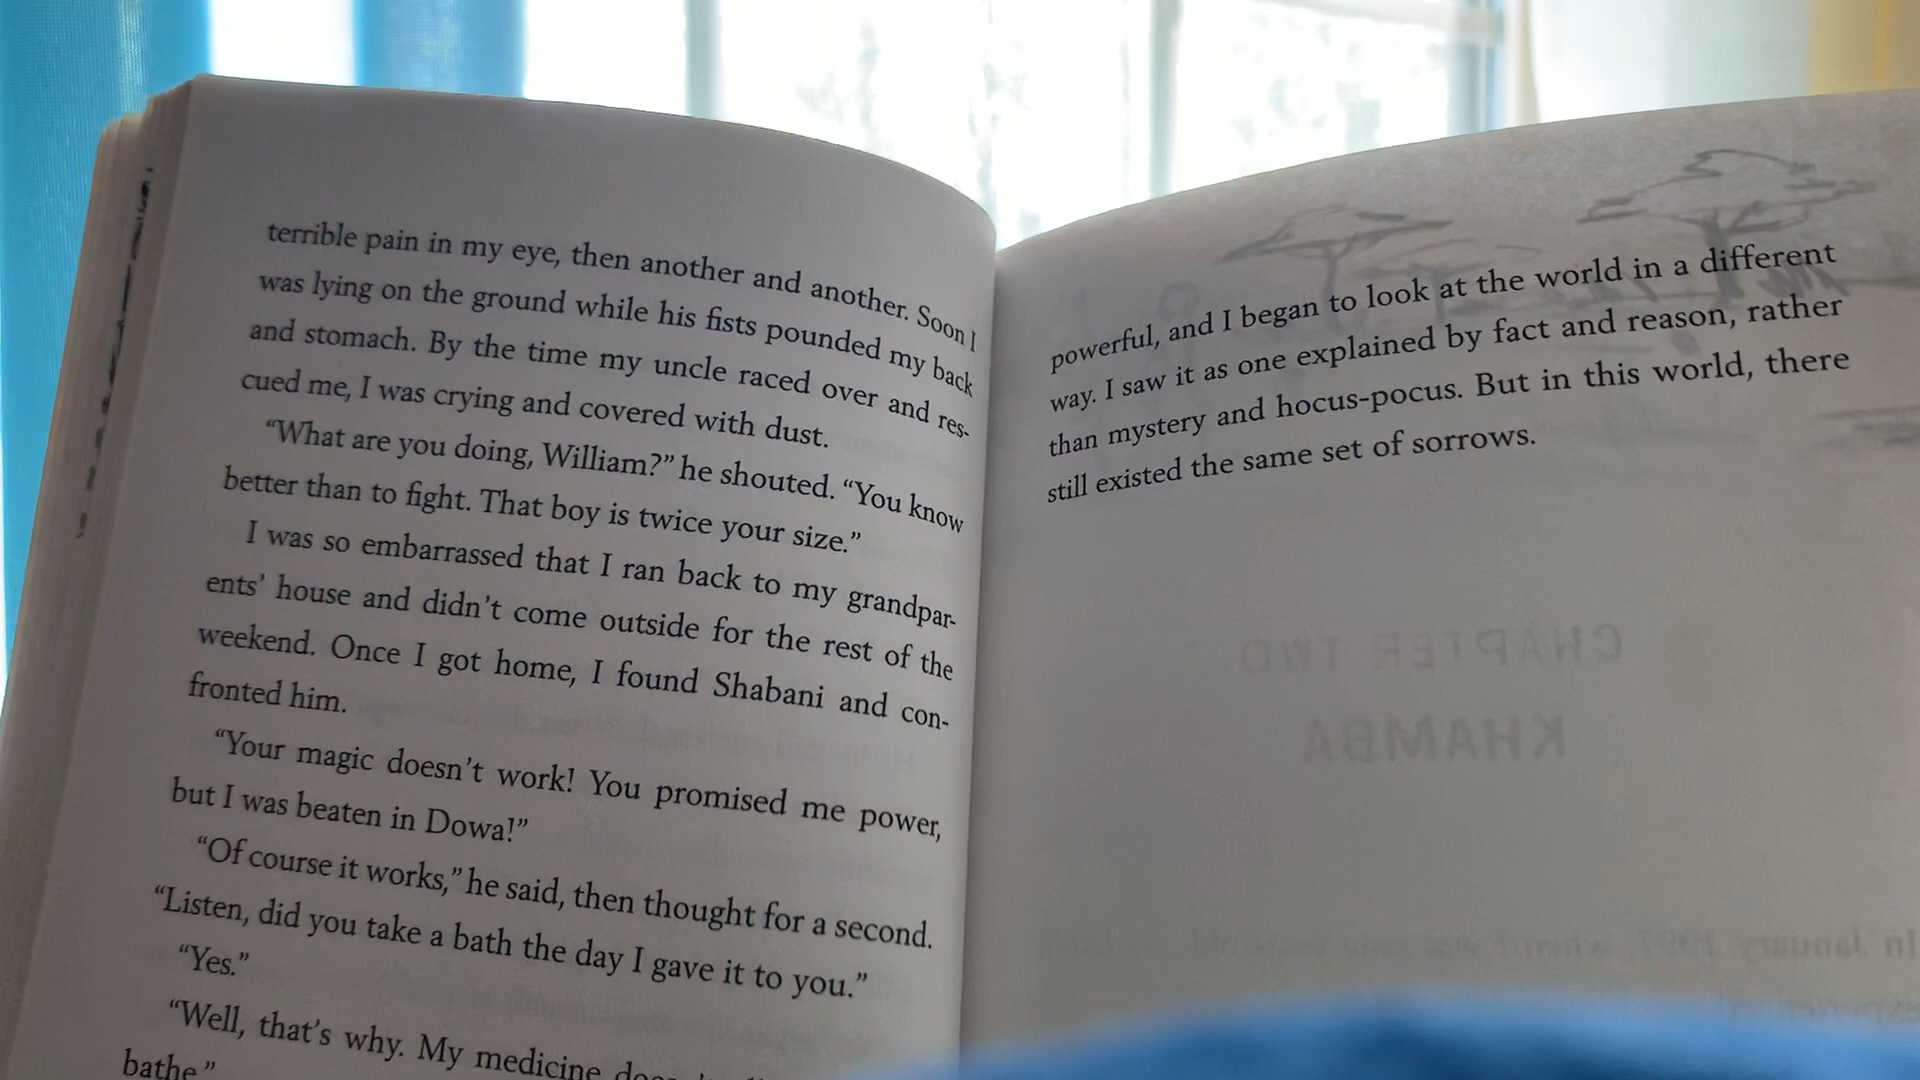 terrible pain in my eye, then another and another. Soon I
was lying on the ground while his fists pounded my back
and stomach. By the time my uncle raced over and res-
cued me, I was crying and covered with dust.
“What are you doing, William?” he shouted. “You know
better than to fight. That boy is twice your size.”
I was so embarrassed that I ran back to my grandpar-
ents’ house and didn’t come outside for the rest of the
weekend. Once I got home, I found Shabani and con-
fronted him.
“Your magic doesn’t work! You promised me power,
but I was beaten in Dowa!”
“Of course it works,” he said, then thought for a second.
“Listen, did you take a bath the day I gave it to you.”
“Yes.”
“Well, that’s why. My medicine
bathe.”
powerful, and I began to look at the world in a different
way. I saw it as one explained by fact and reason, rather
than mystery and hocus-pocus. But in this world, there
still existed the same set of sorrows.
CHAPTER TWO
KHAMBA
In January